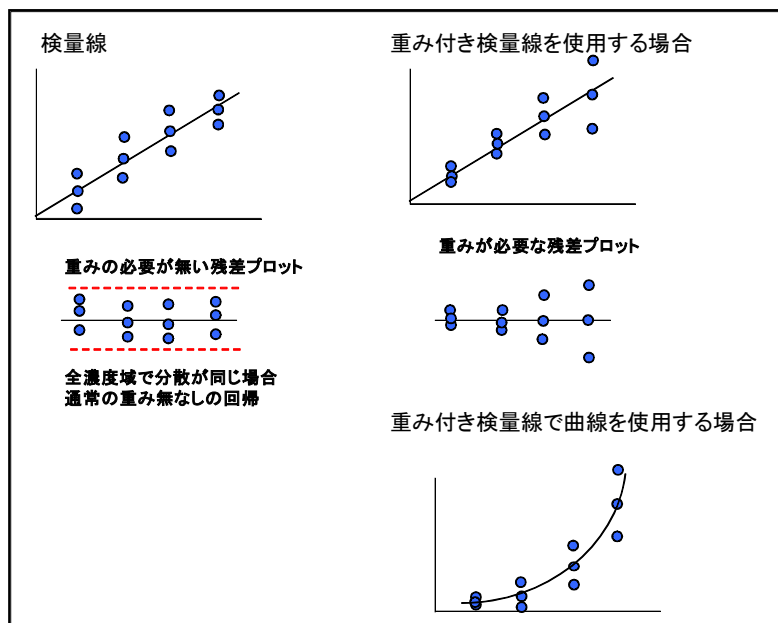 検量線
重みの必要が無い残差プロット
全濃度域で分散が同じ場合
通常の重み無なしの回帰
重み付き検量線を使用する場合
重みが必要な残差プロット
重み付き検量線で曲線を使用する場合